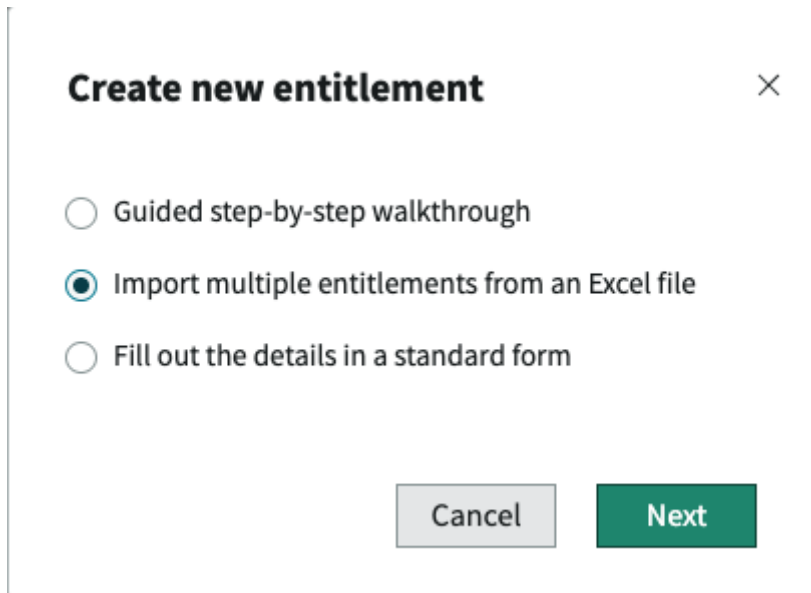 Create new entitlement
Guided step-by-step walkthrough
Import multiple entitlements from an Excel file
Fill out the details in a standard form
Cancel
Next